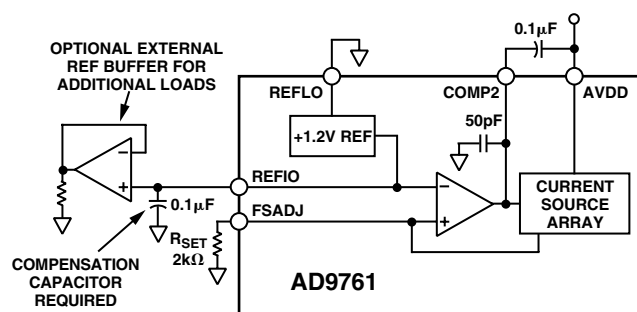 OPTIONAL EXTERNAL
REF BUFFER FOR
ADDITIONAL LOADS
0.1μF
REFLO
COMP2
AVDD
+1.2V REF
50pF
–
+
REFIO
0.1μF
FSADJ
RSET
2kΩ
–
+
CURRENT
SOURCE
ARRAY
COMPENSATION
CAPACITOR
REQUIRED
AD9761